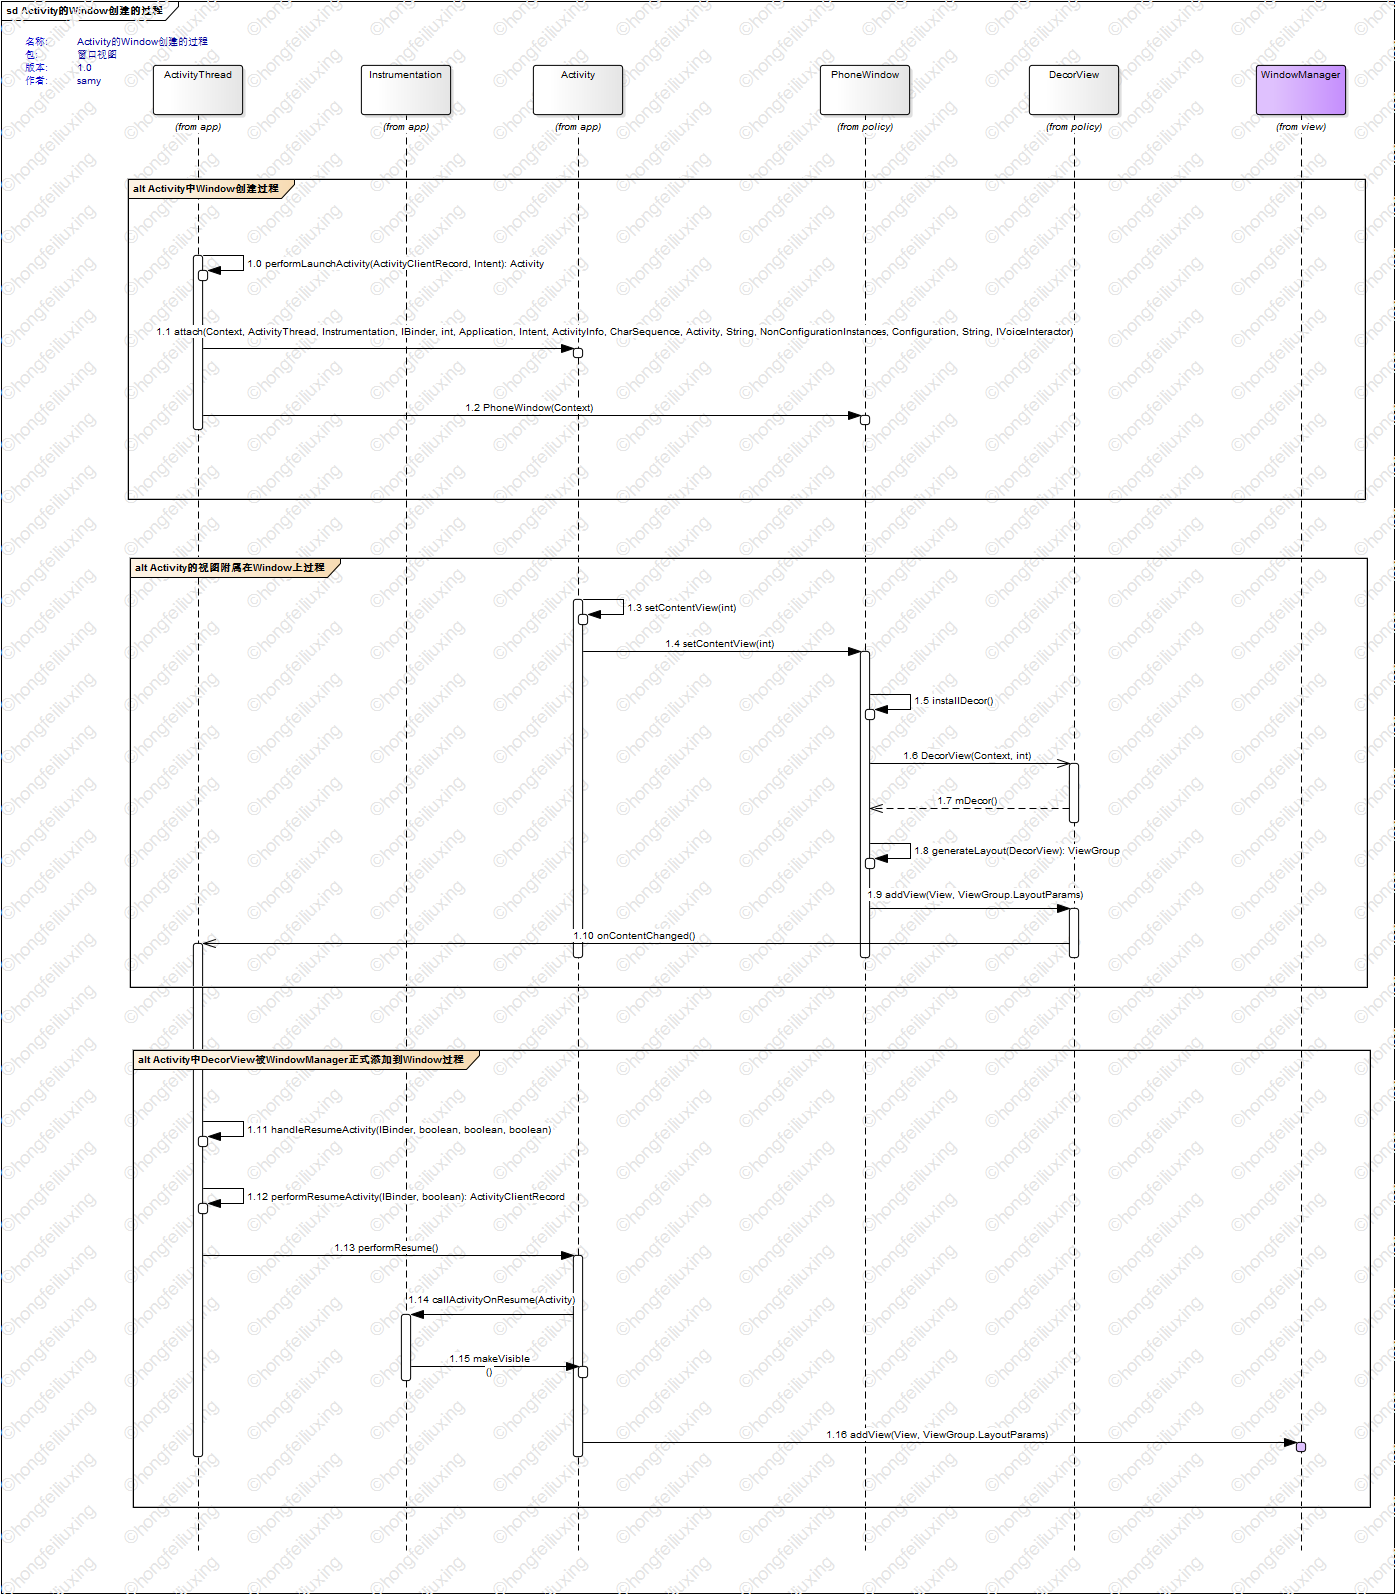 sd Activity的Window创建的过程
名称: Activity的Window创建的过程
包: 窗口视图
版本: 1.0
作者: samy
ActivityThread Instrumentation Activity PhoneWindow DecorView WindowManager
(from app) (from app) (from app) (from policy) (from policy) (from view)
alt Activity中Window创建过程
1.0 performLaunchActivity(ActivityClientRecord, Intent): Activity
1.1 attach(Context, ActivityThread, Instrumentation, IBinder, int, Application, Intent, ActivityInfo, CharSequence, Activity, String, NonConfigurationInstances, Configuration, String, IVoiceInteractor)
1.2 PhoneWindow(Context)
alt Activity的视图附属在Window上过程
1.3 setContentView(int)
1.4 setContentView(int)
1.5 installDecor()
1.6 DecorView(Context, int)
1.7 mDecor()
1.8 generateLayout(DecorView): ViewGroup
1.9 addView(View, ViewGroup.LayoutParams)
1.10 onContentChanged()
alt Activity中DecorView被WindowManager正式添加到Window过程
1.11 handleResumeActivity(IBinder, boolean, boolean, boolean)
1.12 performResumeActivity(IBinder, boolean): ActivityClientRecord
1.13 performResume()
1.14 callActivityOnResume(Activity)
1.15 makeVisible
()
1.16 addView(View, ViewGroup.LayoutParams)
©hongfeiliuxing